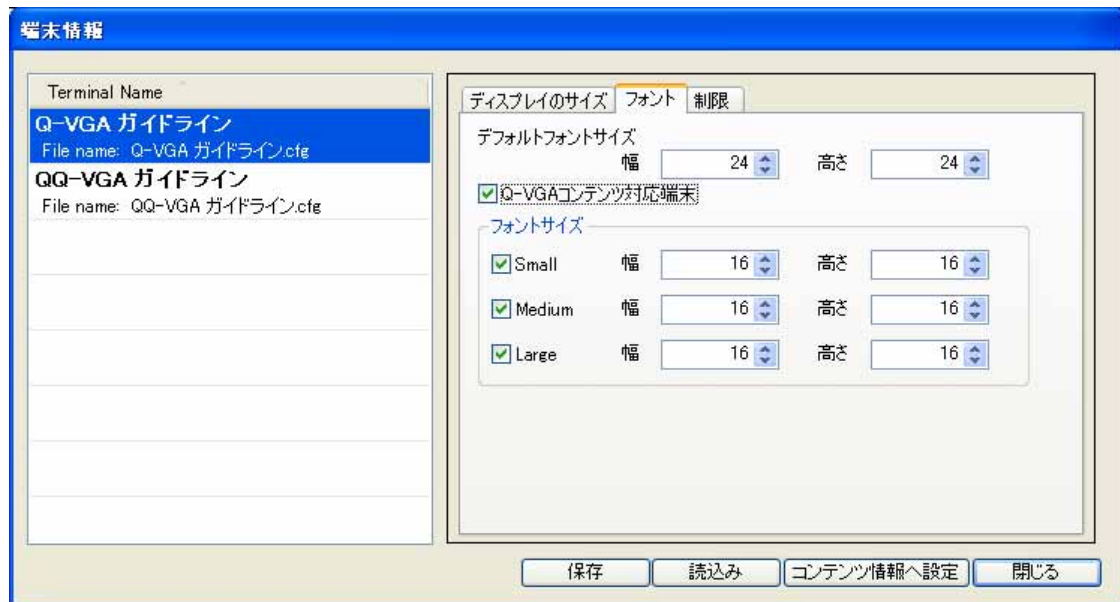 端末情報
Terminal Name
Q-VGA ガイドライン
File name: Q-VGA ガイドライン.cfg
QQ-VGA ガイドライン
File name: QQ-VGA ガイドライン.cfg
ディスプレイのサイズ フォント 制限
デフォルトフォントサイズ
幅 24 高さ 24
Q-VGAコンテンツ対応端末
フォントサイズ
Small 幅 16 高さ 16
Medium 幅 16 高さ 16
Large 幅 16 高さ 16
保存 読込み コンテンツ情報へ設定 閉じる